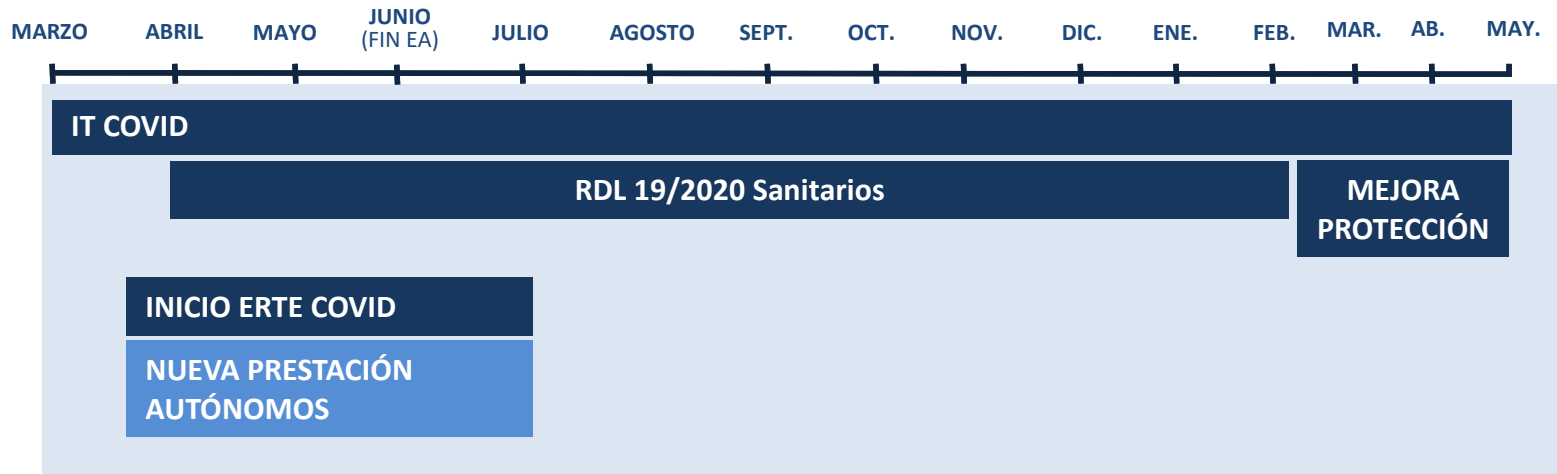 MARZO
ABRIL
MAYO
JUNIO
(FIN EA)
JULIO
AGOSTO
SEPT.
OCT.
NOV.
DIC.
ENE.
FEB.
MAR.
AB.
MAY.
IT COVID
RDL 19/2020 Sanitarios
MEJORA
PROTECCIÓN
INICIO ERTE COVID
NUEVA PRESTACIÓN
AUTÓNOMOS